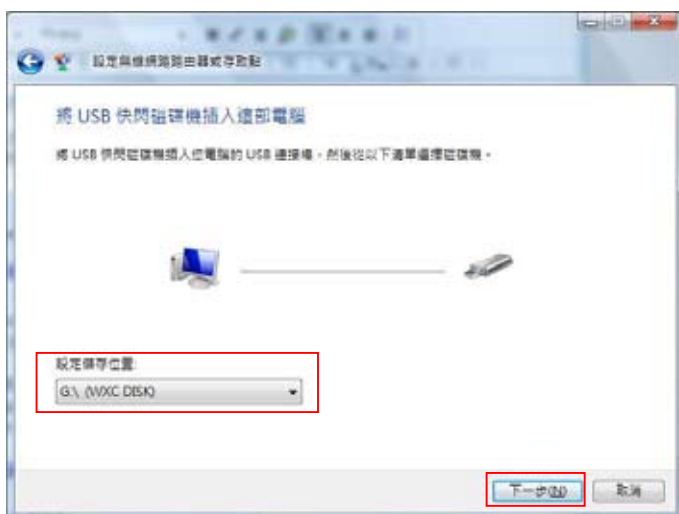 設定無線網路路由器或存取點
將 USB 快閃磁碟機插入這部電腦
將 USB 快閃磁碟機插入您電腦的 USB 連接埠，然後從以下清單選擇磁碟機。
設定儲存位置:
G:\, (WXC DISK)
下一步(N)
取消